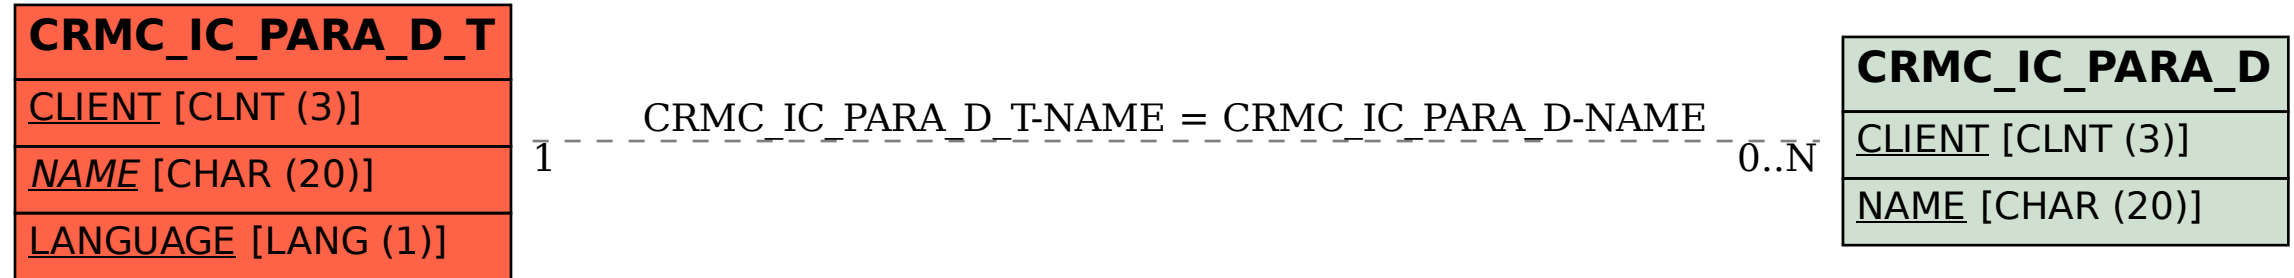 CRMC_IC_PARA_D_T
CLIENT [CLNT (3)]
NAME [CHAR (20)]
LANGUAGE [LANG (1)]
CRMC_IC_PARA_D_T-NAME = CRMC_IC_PARA_D-NAME
1
0..N
CRMC_IC_PARA_D
CLIENT [CLNT (3)]
NAME [CHAR (20)]